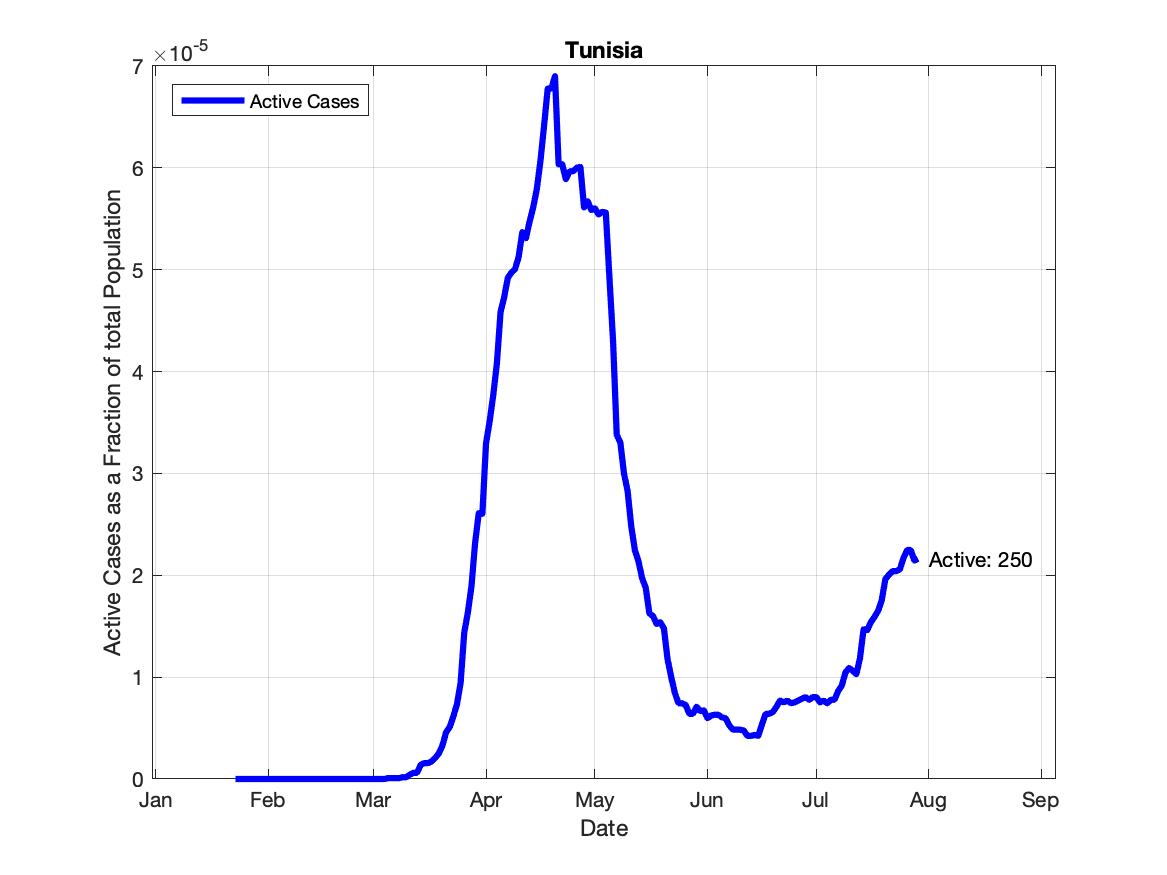 Tunisia
×10-5
Active Cases
7
6
5
4
3
2
1
0
Active Cases as a Fraction of total Population
Active: 250
Jan Feb Mar Apr May Jun Jul Aug Sep
Date